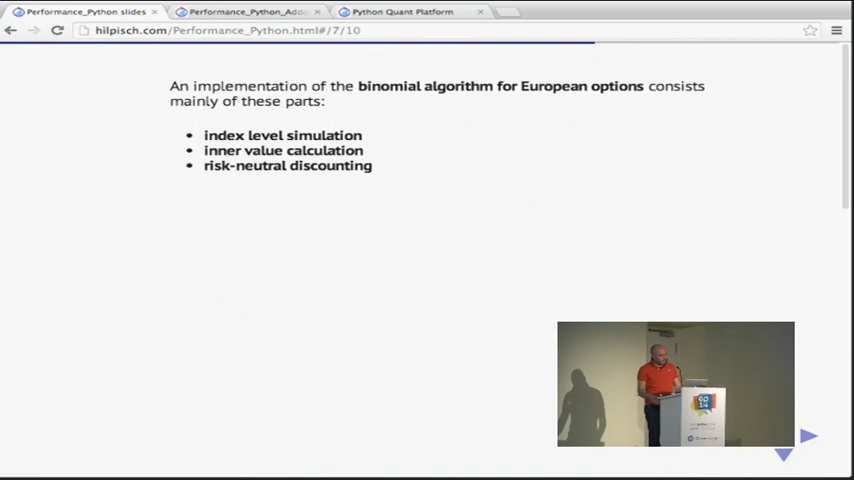 Performance_Python slides
Performance_Python_Add
Python Quant Platform
hilpisch.com/Performance_Python.html#/7/10
An implementation of the binomial algorithm for European options consists
mainly of these parts:
• index level simulation
• inner value calculation
• risk-neutral discounting